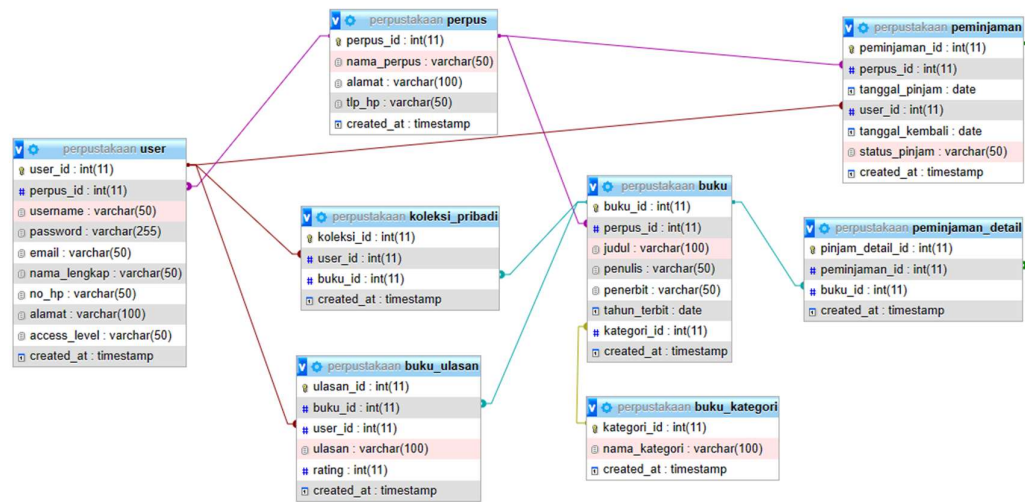 perpustakaan perpus
perpus_id : int(11)
nama_perpus : varchar(50)
alamat : varchar(100)
tlp_hp : varchar(50)
created_at : timestamp
perpustakaan peminjaman
peminjaman_id : int(11)
perpus_id : int(11)
tanggal_pinjam : date
user_id : int(11)
tanggal_kembali : date
status_pinjam : varchar(50)
created_at : timestamp
perpustakaan user
user_id : int(11)
perpus_id : int(11)
username : varchar(50)
password : varchar(255)
email : varchar(50)
nama_lengkap : varchar(50)
no_hp : varchar(50)
alamat : varchar(100)
access_level : varchar(50)
created_at : timestamp
perpustakaan koleksi_pribadi
koleksi_id : int(11)
user_id : int(11)
buku_id : int(11)
created_at : timestamp
perpustakaan buku
buku_id : int(11)
perpus_id : int(11)
judul : varchar(100)
penulis : varchar(50)
penerbit : varchar(50)
tahun_terbit : date
kategori_id : int(11)
created_at : timestamp
perpustakaan peminjaman_detail
pinjam_detail_id : int(11)
peminjaman_id : int(11)
buku_id : int(11)
created_at : timestamp
perpustakaan buku_ulasan
ulasan_id : int(11)
buku_id : int(11)
user_id : int(11)
ulasan : varchar(100)
rating : int(11)
created_at : timestamp
perpustakaan buku_kategori
kategori_id : int(11)
nama_kategori : varchar(100)
created_at : timestamp